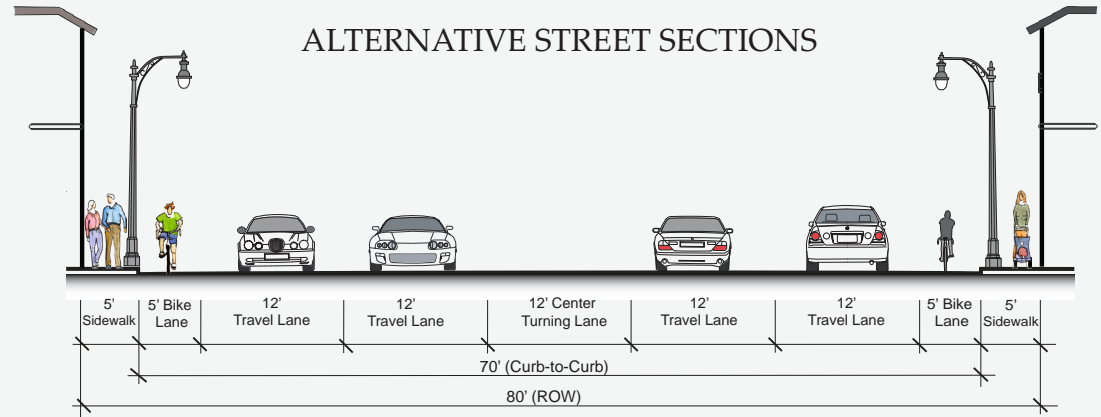 ALTERNATIVE STREET SECTIONS
5’
Sidewalk
5’ Bike
Lane
12’
Travel Lane
12’
Travel Lane
12’ Center
Turning Lane
12’
Travel Lane
12’
Travel Lane
5’ Bike
Lane
5’
Sidewalk
70’ (Curb-to-Curb)
80’ (ROW)